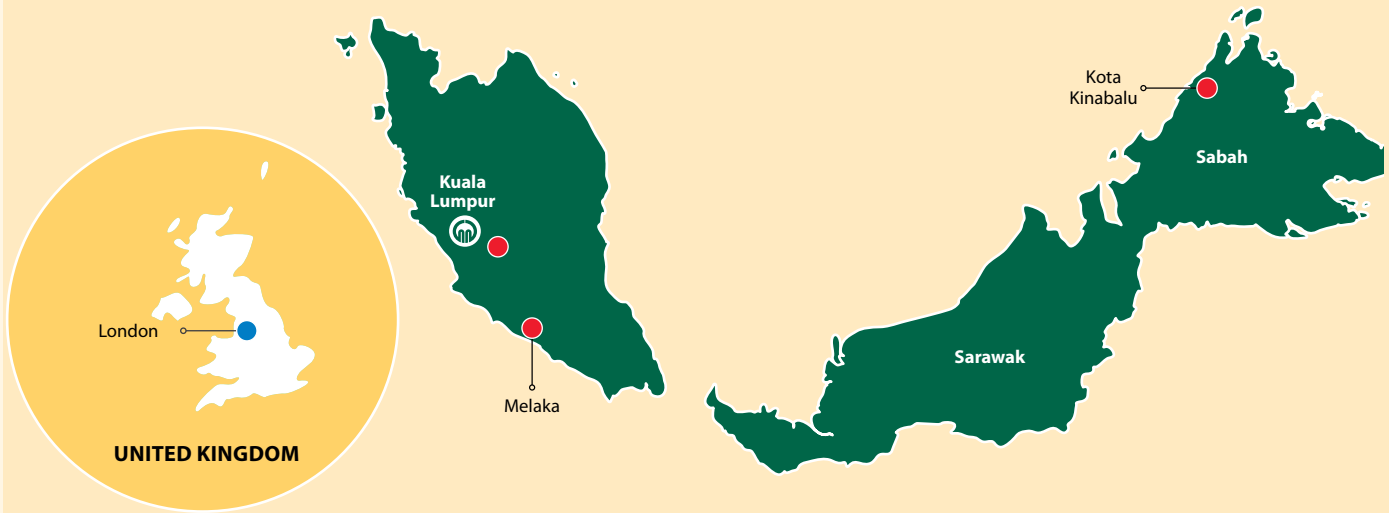 Kota
Kinabalu
Sabah
Kuala
Lumpur
London
Sarawak
Melaka
UNITED KINGDOM